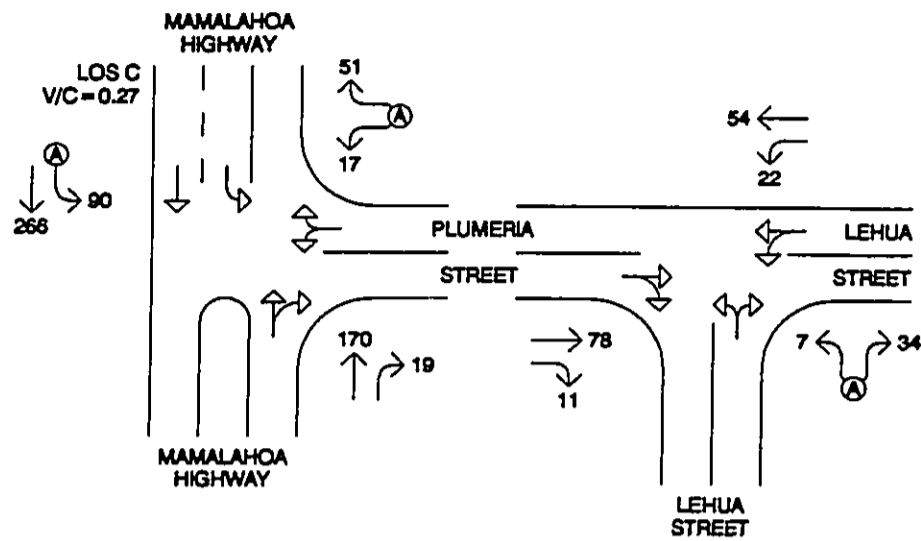 MAMALAHOA
HIGHWAY
LOS C
V/C = 0.27
51
A
17
A
90
266
54
22
PLUMERIA
STREET
LEHUA
STREET
170
19
78
11
7
34
A
MAMALAHOA
HIGHWAY
LEHUA
STREET